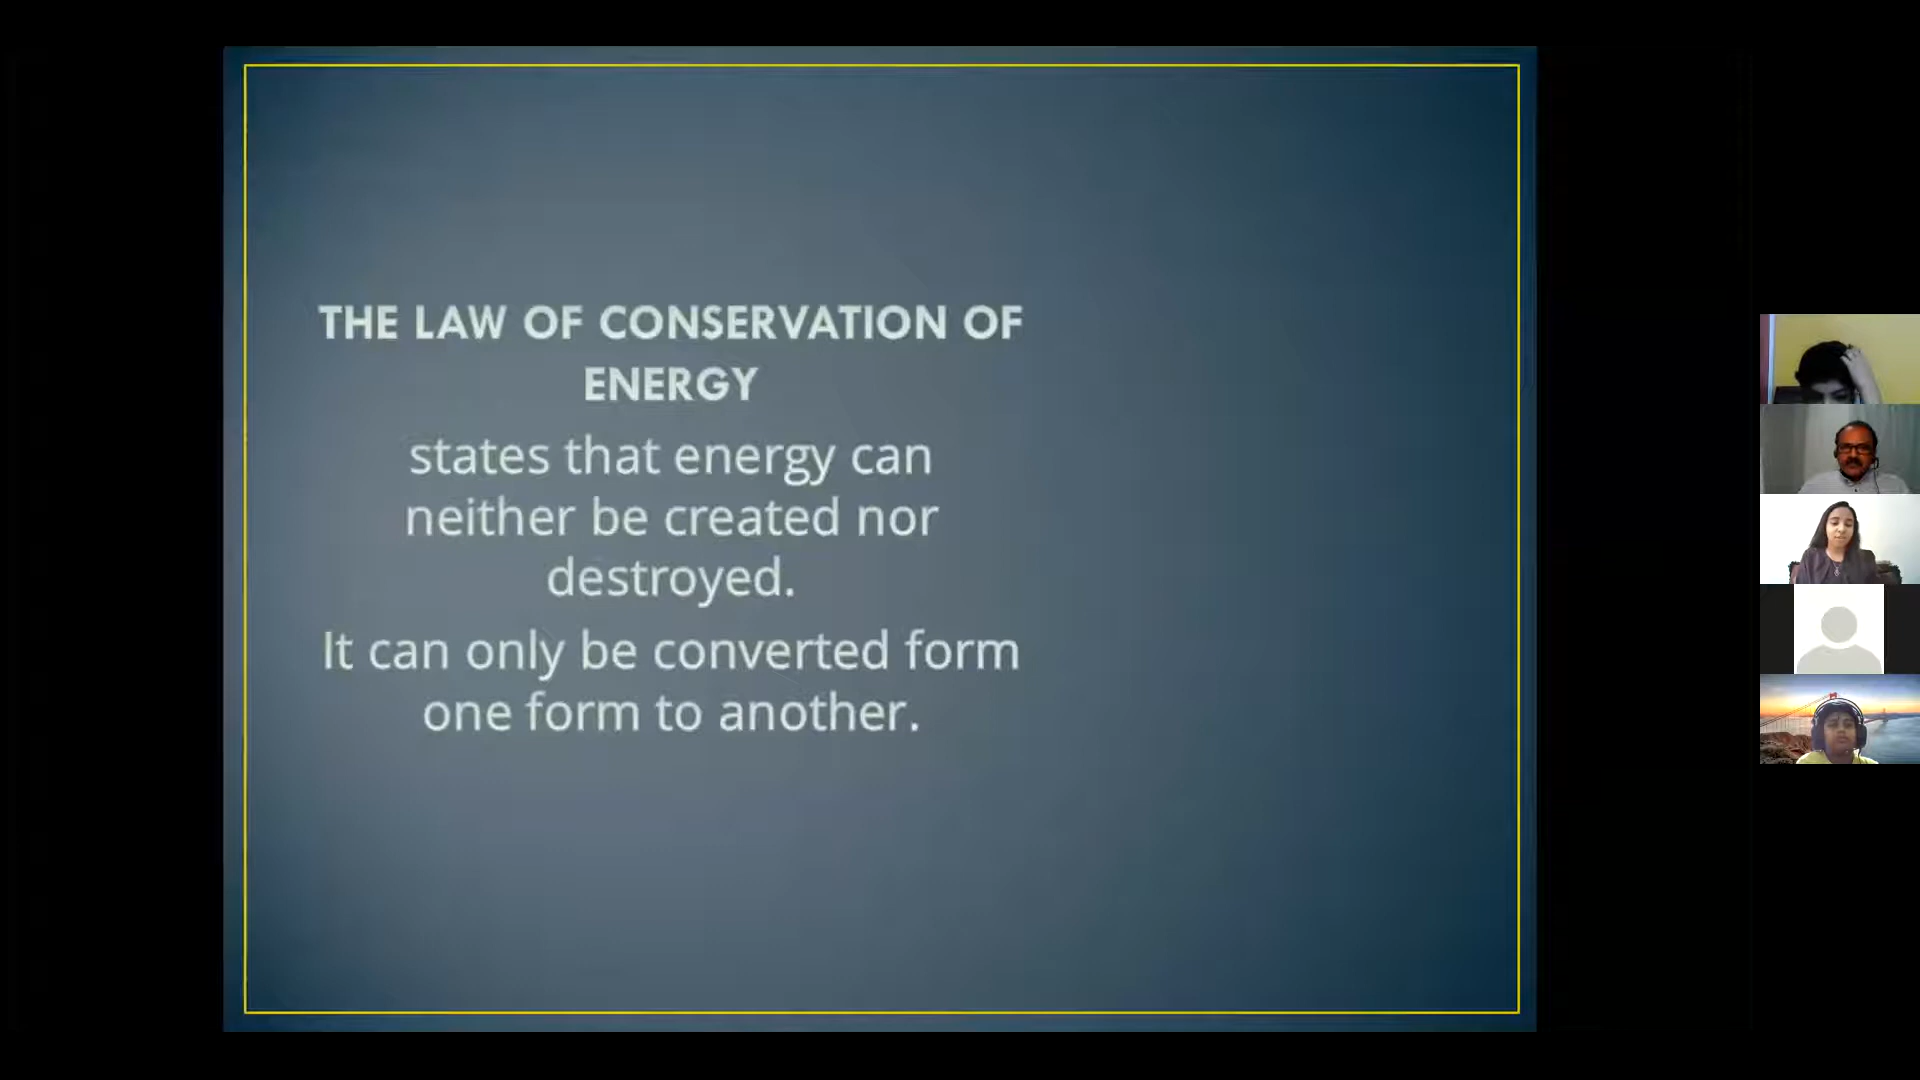 THE LAW OF CONSERVATION OF
ENERGY
states that energy can
neither be created nor
destroyed.
It can only be converted form
one form to another.